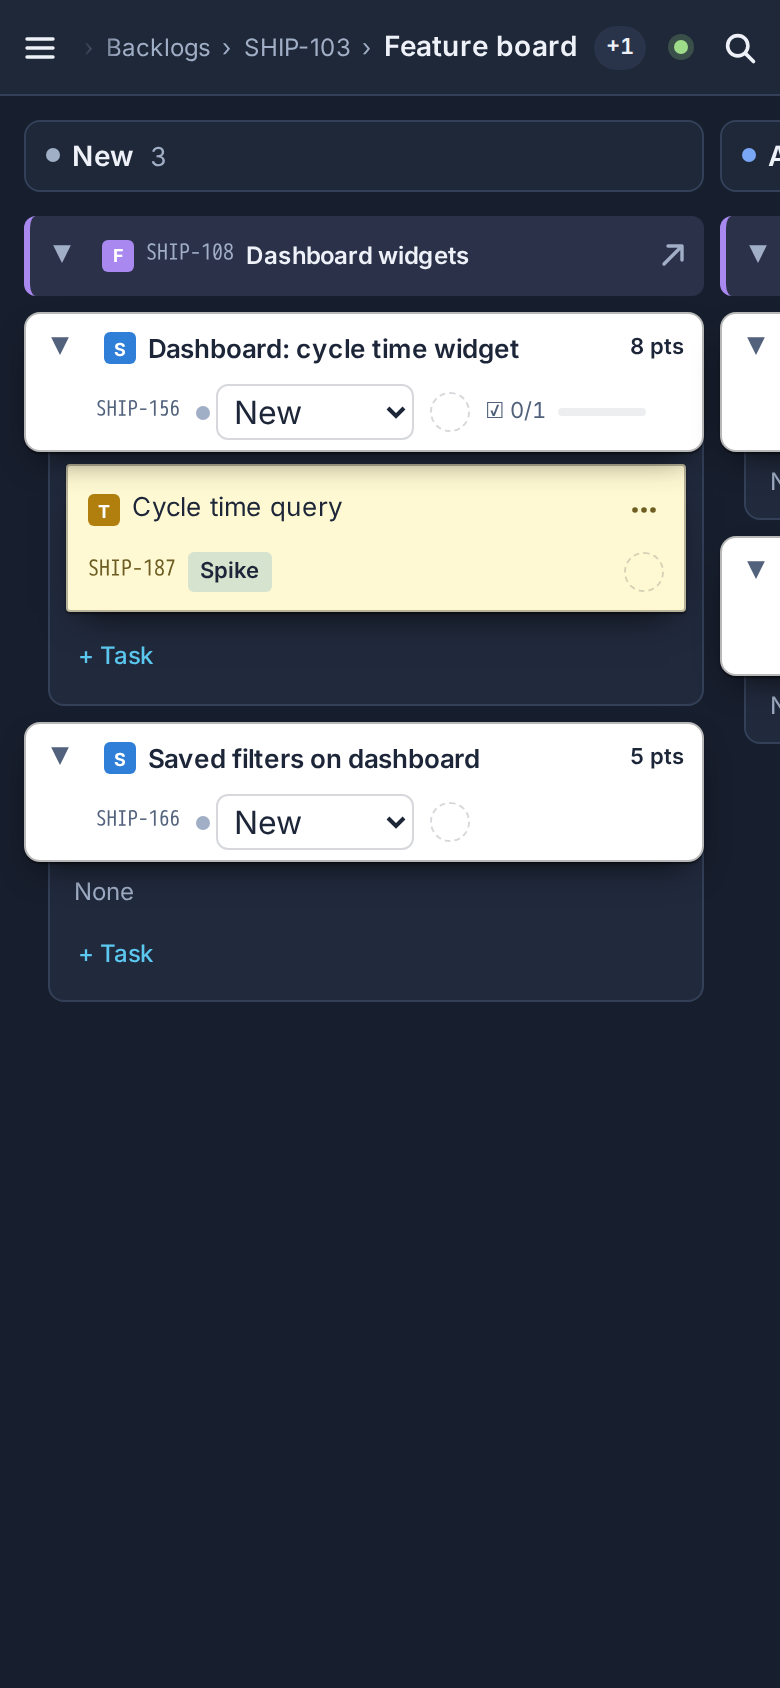 › Backlogs › SHIP-103 › Feature board +1
New 3
A
▼ F SHIP-108 Dashboard widgets
▼ S Dashboard: cycle time widget 8 pts
SHIP-156 New ☑ 0/1
T Cycle time query •••
SHIP-187 Spike
+ Task
▼ S Saved filters on dashboard 5 pts
SHIP-166 New
None
+ Task